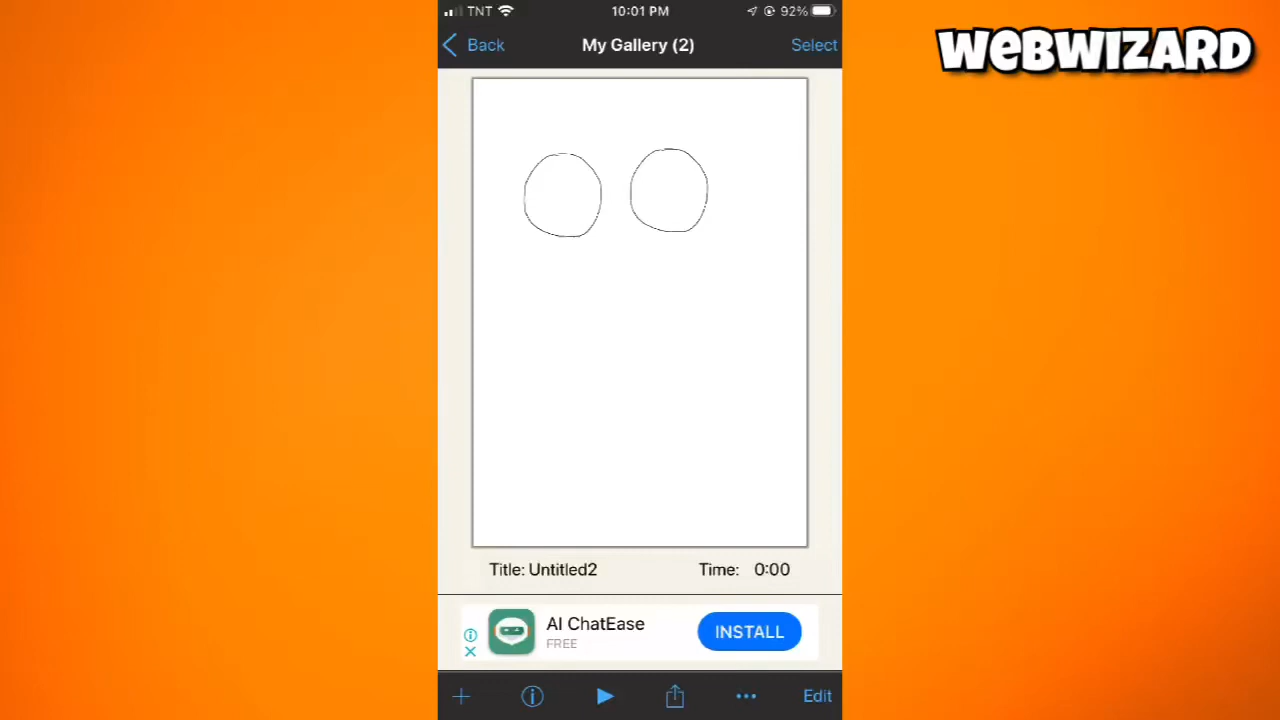 TNT 10:01 PM 92%
WEBWIZARD
Back My Gallery (2) Select
Title: Untitled2 Time: 0:00
AI ChatEase
FREE
INSTALL
Edit